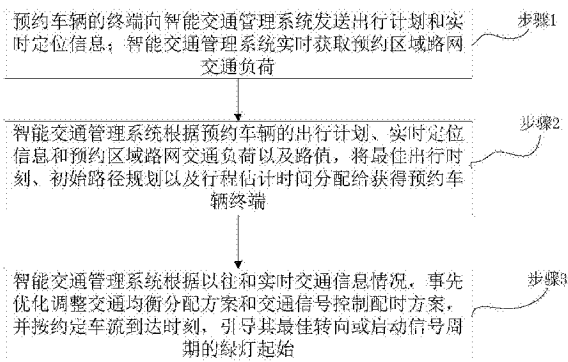 预约车辆的终端向智能交通管理系统发送出行计划和实
时定位信息；智能交通管理系统实时获取预约区域路网
交通负荷
步骤1
智能交通管理系统根据预约车辆的出行计划、实时定位
信息和预约区域路网交通负荷以及路值，将最佳出行时
刻、初始路径规划以及行程估计时间分配给获得预约车
辆终端
步骤2
智能交通管理系统根据以往和实时交通信息情况，事先
优化调整交通均衡分配方案和交通信号控制配时方案，
并按约定车流到达时刻，引导其最佳转向或启动信号周
期的绿灯起始
步骤3